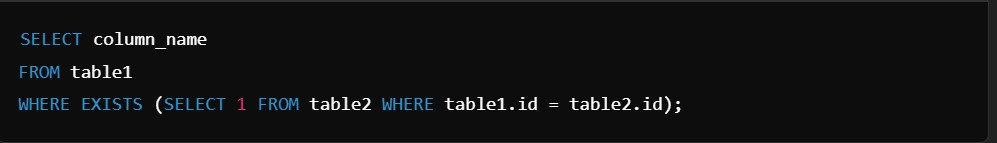 SELECT column_name
FROM table1
WHERE EXISTS (SELECT 1 FROM table2 WHERE table1.id = table2.id);